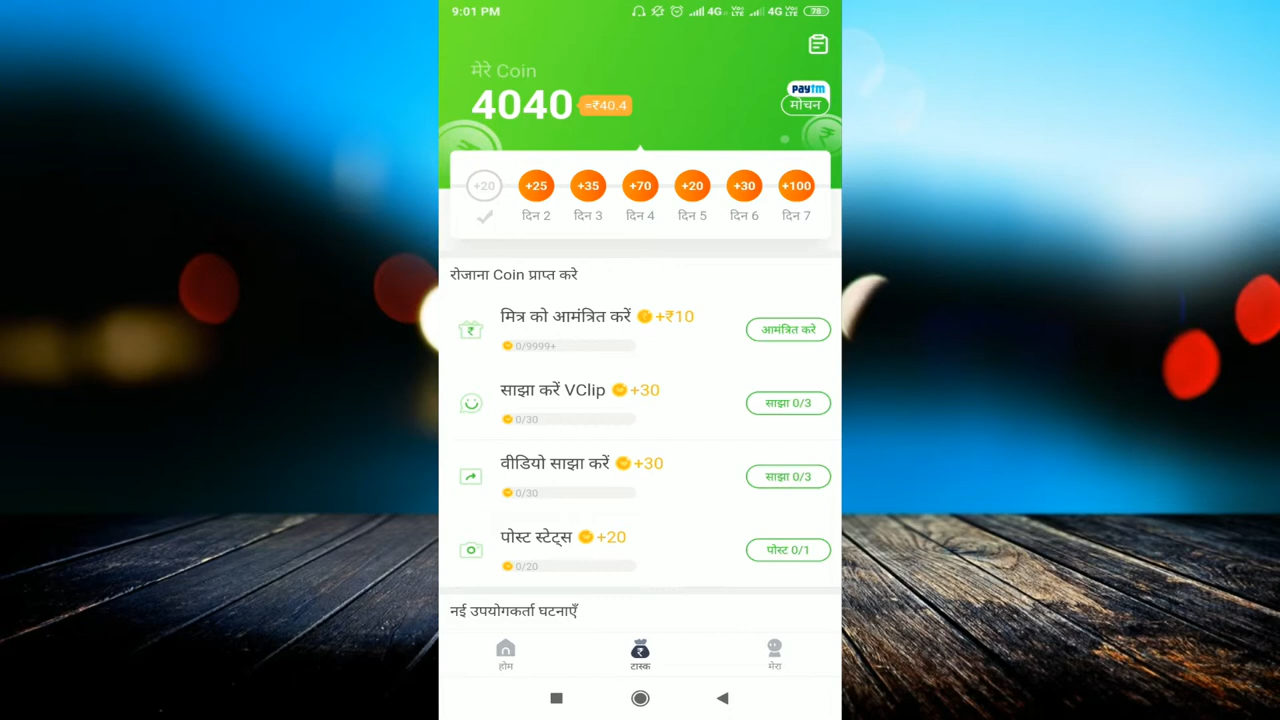 9:01 PM 4G VoLTE 4G VoLTE 78
मेरे Coin
4040 =₹40.4
Paytm
मोचन
+20 +25 +35 +70 +20 +30 +100
दिन 2 दिन 3 दिन 4 दिन 5 दिन 6 दिन 7
रोजाना Coin प्राप्त करे
मित्र को आमंत्रित करें +₹10
0/9999+
आमंत्रित करे
साझा करें VClip +30
0/30
साझा 0/3
वीडियो साझा करें +30
0/30
साझा 0/3
पोस्ट स्टेट्स +20
0/20
पोस्ट 0/1
नई उपयोगकर्ता घटनाएँ
होम टास्क मेरा